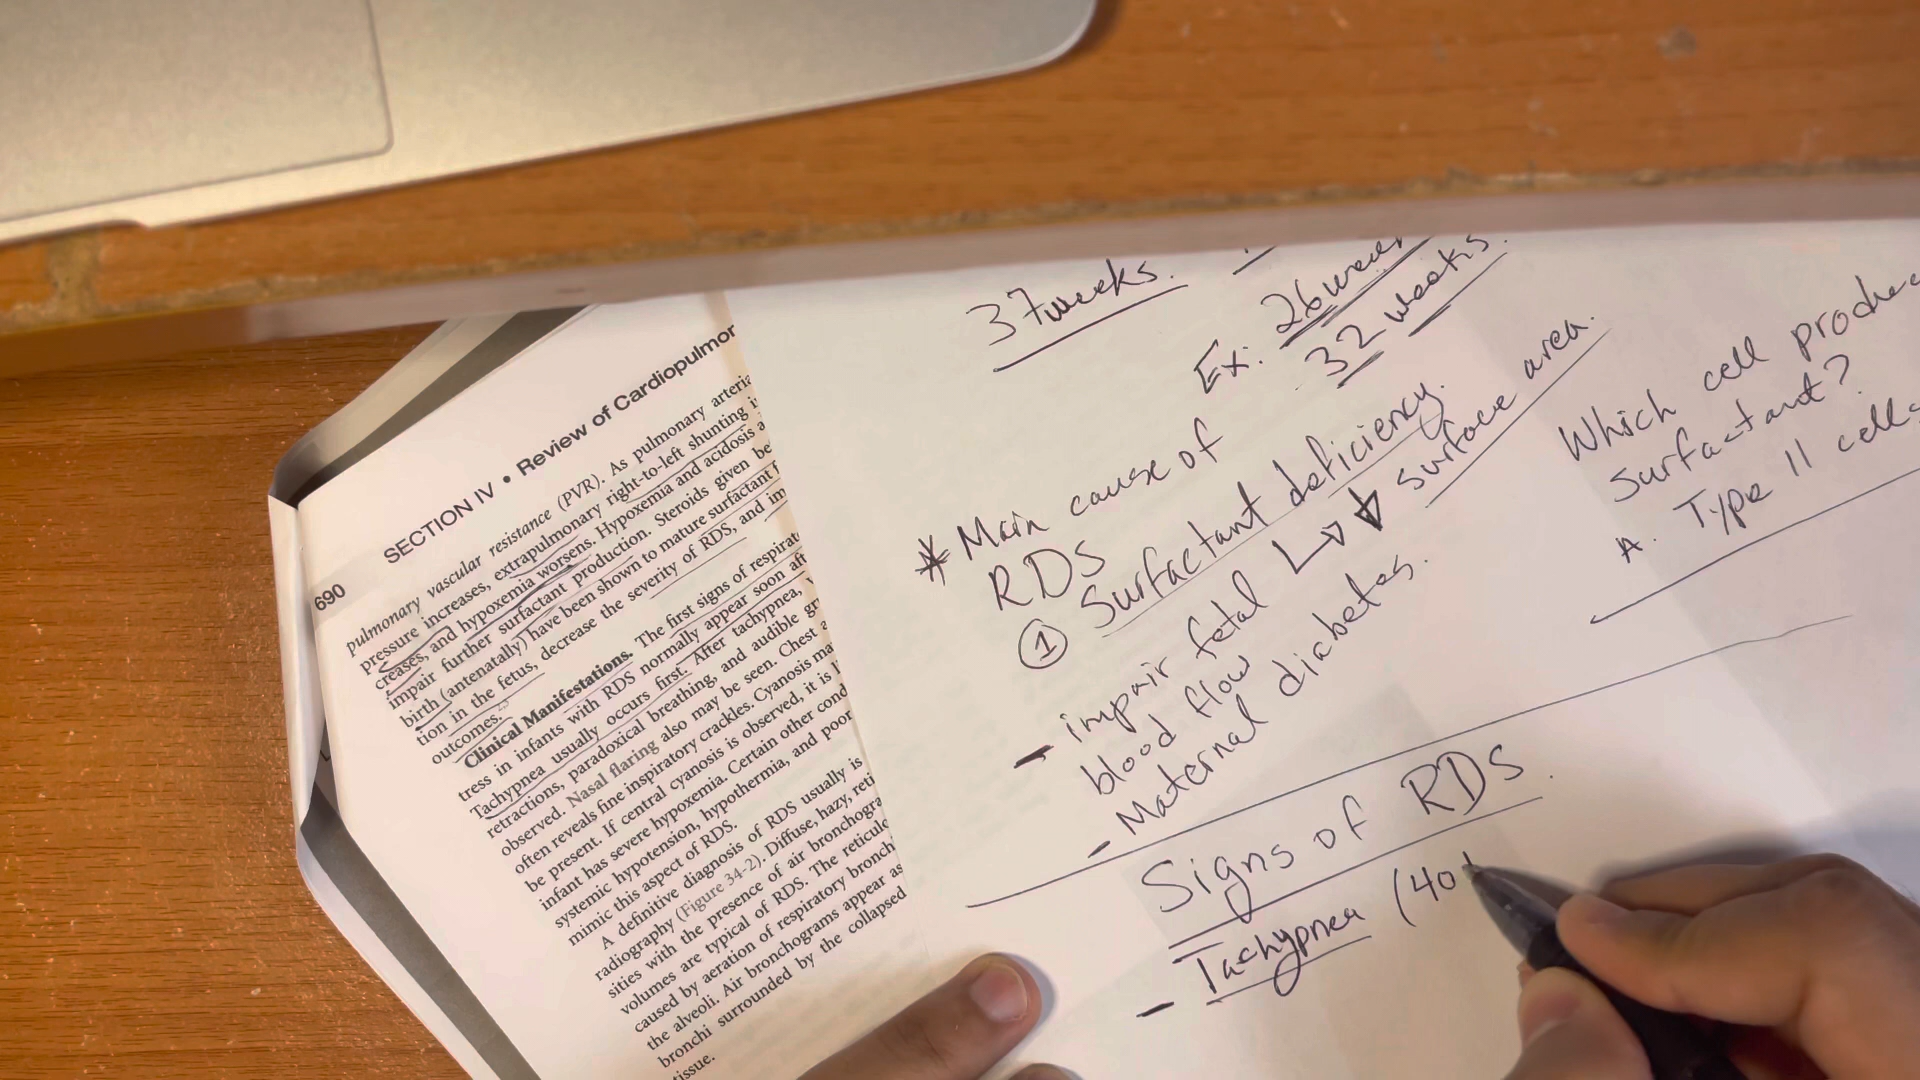 690
SECTION IV • Review of Cardiopulmor
pulmonary vascular resistance (PVR). As pulmonary arteria
pressure increases, extrapulmonary right-to-left shunting i
creases, and hypoxemia worsens. Hypoxemia and acidosis a
impair further surfactant production. Steroids given be
birth (antenatally) have been shown to mature surfactant f
tion in the fetus, decrease the severity of RDS, and im
outcomes.
Clinical Manifestations. The first signs of respirato
tress in infants with RDS normally appear soon aft
Tachypnea usually occurs first. After tachypnea,
retractions, paradoxical breathing, and audible gr
observed. Nasal flaring also may be seen. Chest a
often reveals fine inspiratory crackles. Cyanosis ma
be present. If central cyanosis is observed, it is l
infant has severe hypoxemia. Certain other cond
systemic hypotension, hypothermia, and poor
mimic this aspect of RDS.
A definitive diagnosis of RDS usually is
radiography (Figure 34-2). Diffuse, hazy, reti
sities with the presence of air bronchogra
volumes are typical of RDS. The reticulc
caused by aeration of respiratory bronch
the alveoli. Air bronchograms appear as
bronchi surrounded by the collapsed
tissue.
37weeks.
Ex: 26
32 weeks.
* Main cause of
RDS
① Surfactant deficiency.
surface area.
- impair fetal
blood flow
- Maternal diabetes.
Which cell produce
Surfactant?
A. Type 11 cells
Signs of RDS.
- Tachypnea (40